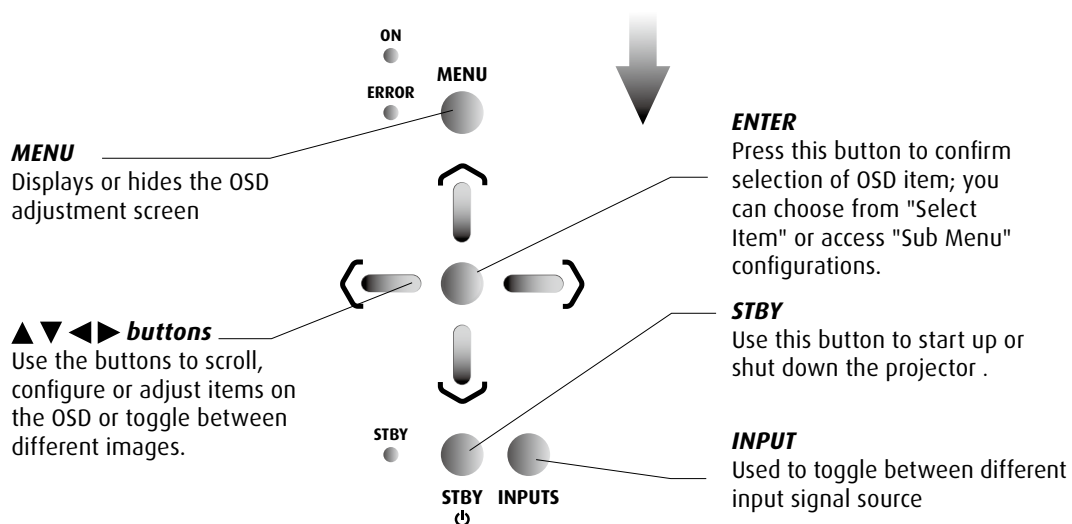 ON
ERROR
MENU
MENU
Displays or hides the OSD
adjustment screen
▲ ▼ ◀ ▶ buttons
Use the buttons to scroll,
configure or adjust items on
the OSD or toggle between
different images.
STBY
STBY INPUTS
ENTER
Press this button to confirm
selection of OSD item; you
can choose from "Select
Item" or access "Sub Menu"
configurations.
STBY
Use this button to start up or
shut down the projector .
INPUT
Used to toggle between different
input signal source